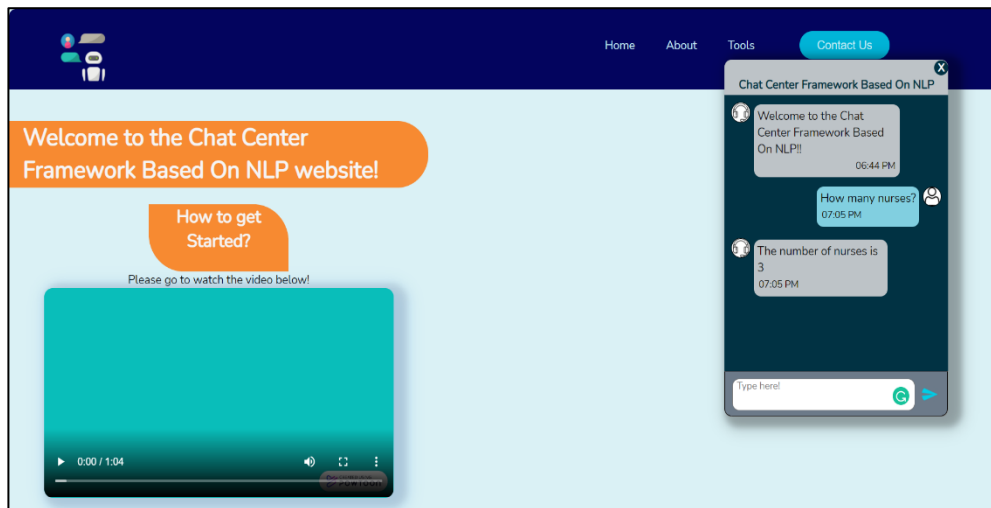 Home About Tools Contact Us
Welcome to the Chat Center
Framework Based On NLP website!
How to get
Started?
Please go to watch the video below!
0:00 / 1:04
POWTOON
X
Chat Center Framework Based On NLP
Welcome to the Chat
Center Framework Based
On NLP!!
06:44 PM
How many nurses?
07:05 PM
The number of nurses is
3
07:05 PM
Type here!